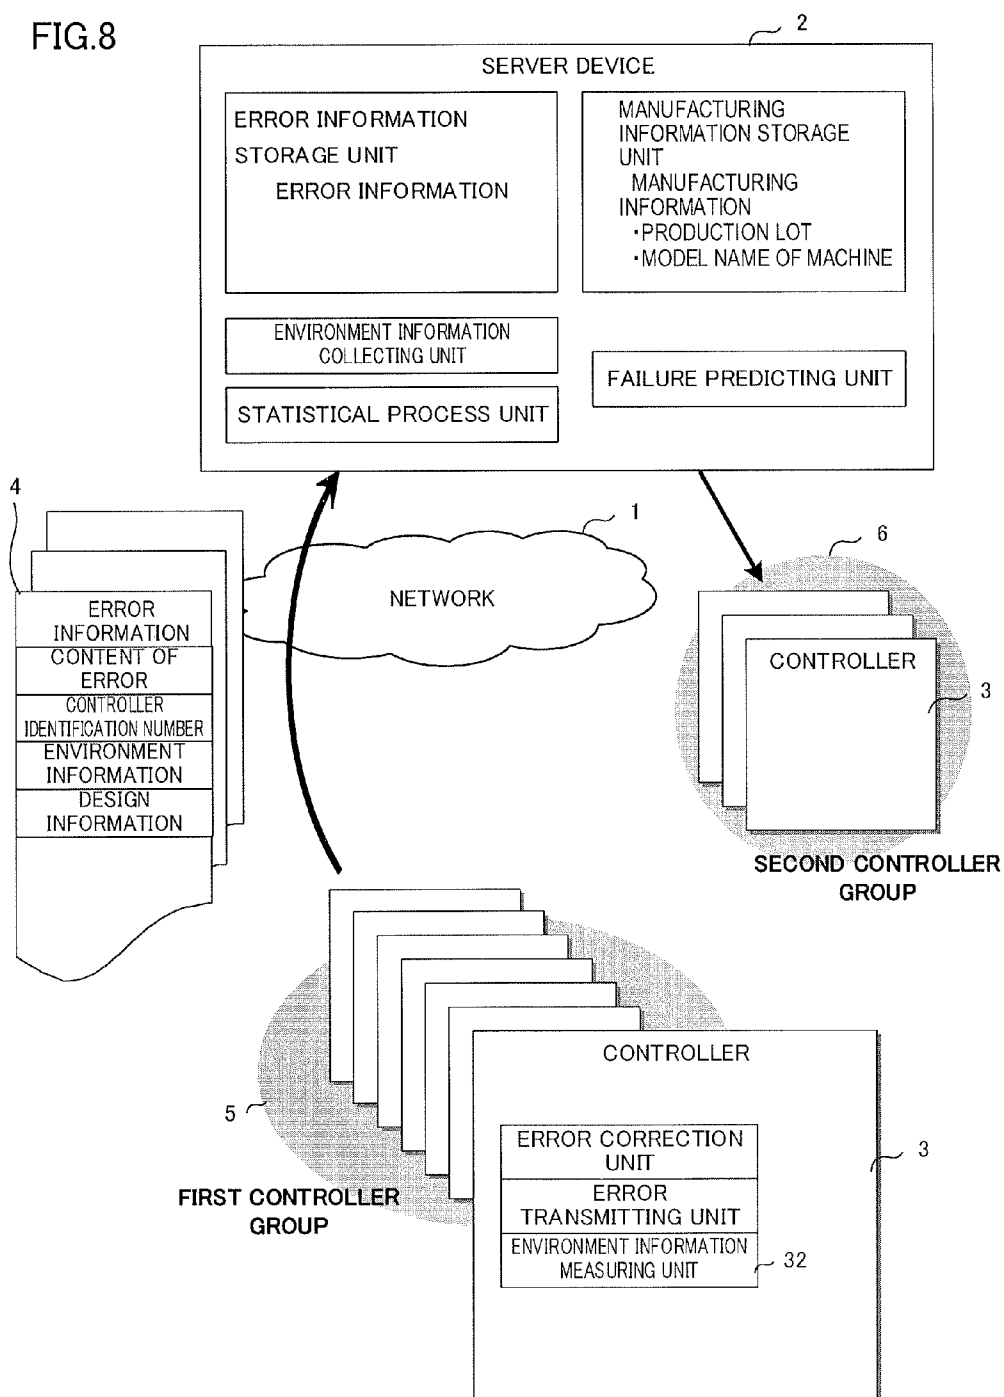 FIG.8
2
SERVER DEVICE
ERROR INFORMATION
STORAGE UNIT
ERROR INFORMATION
MANUFACTURING
INFORMATION STORAGE
UNIT
MANUFACTURING
INFORMATION
・PRODUCTION LOT
・MODEL NAME OF MACHINE
ENVIRONMENT INFORMATION
COLLECTING UNIT
STATISTICAL PROCESS UNIT
FAILURE PREDICTING UNIT
4
ERROR
INFORMATION
CONTENT OF
ERROR
CONTROLLER
IDENTIFICATION NUMBER
ENVIRONMENT
INFORMATION
DESIGN
INFORMATION
1
NETWORK
6
CONTROLLER
3
SECOND CONTROLLER
GROUP
5
FIRST CONTROLLER
GROUP
CONTROLLER
3
ERROR CORRECTION
UNIT
ERROR
TRANSMITTING UNIT
ENVIRONMENT INFORMATION
MEASURING UNIT
32